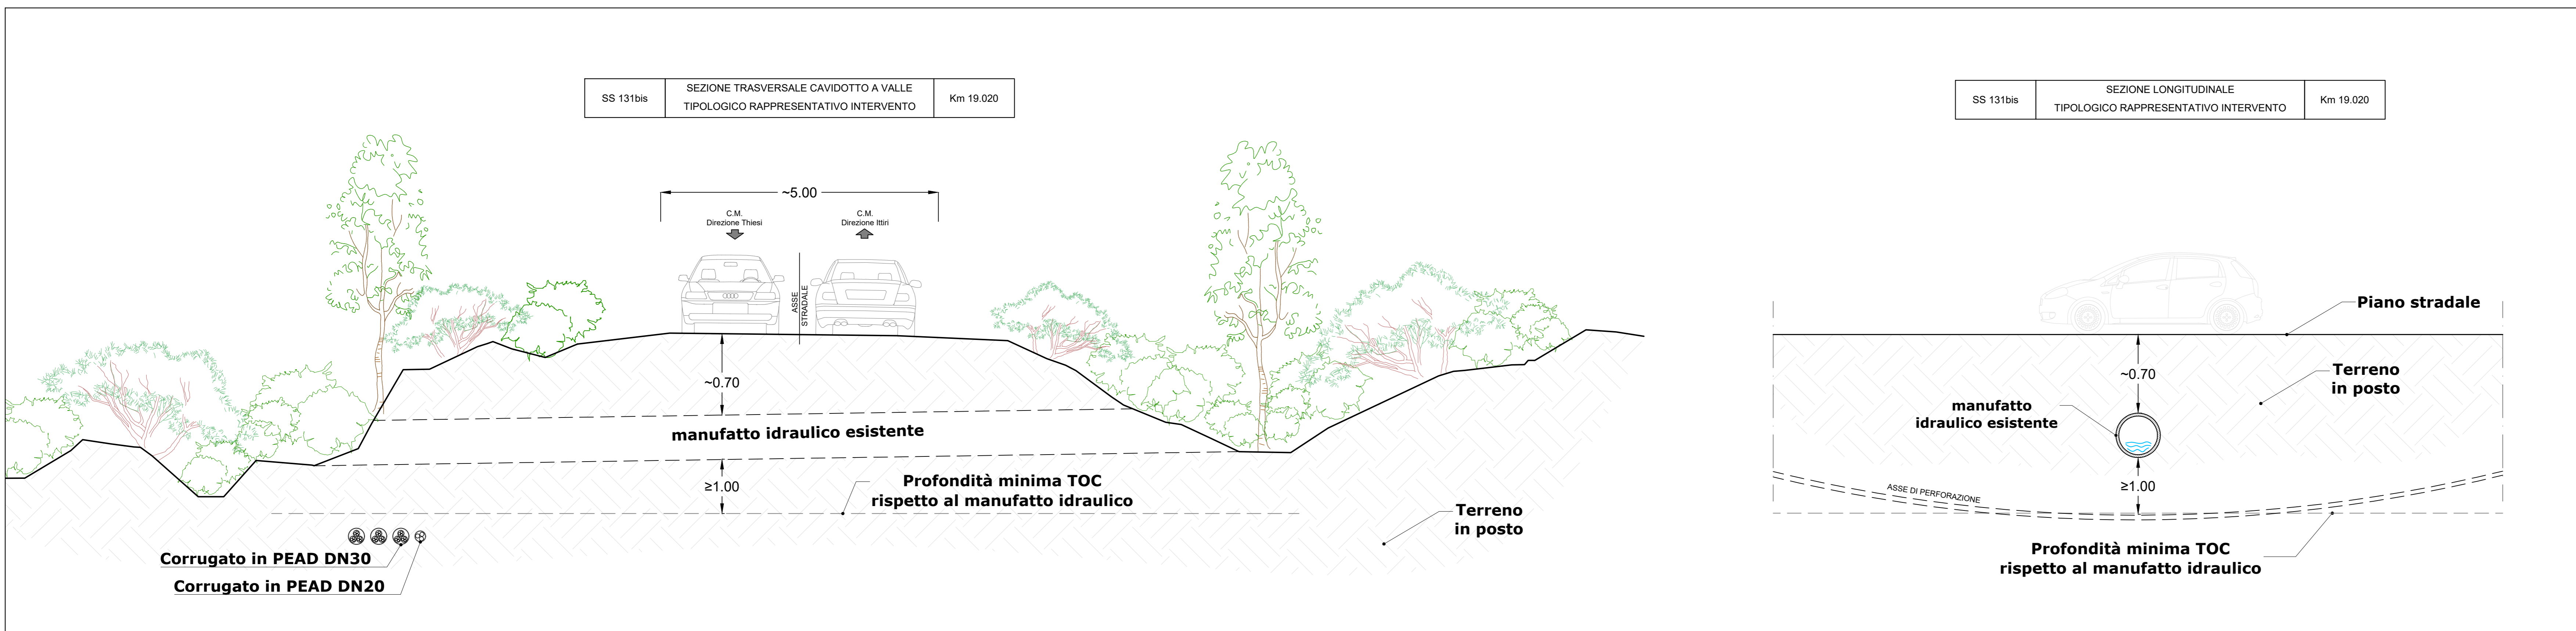 SS 131bis
SEZIONE TRASVERSALE CAVIDOTTO A VALLE
TIPOLOGICO RAPPRESENTATIVO INTERVENTO
Km 19.020
~5.00
C.M.
Direzione Thiesi
C.M.
Direzione Ittiri
ASSE
STRADALE
~0.70
manufatto idraulico esistente
≥1.00
Profondità minima TOC
rispetto al manufatto idraulico
Terreno
in posto
Corrugato in PEAD DN30
Corrugato in PEAD DN20
SS 131bis
SEZIONE LONGITUDINALE
TIPOLOGICO RAPPRESENTATIVO INTERVENTO
Km 19.020
Piano stradale
~0.70
Terreno
in posto
manufatto
idraulico esistente
≥1.00
ASSE DI PERFORAZIONE
Profondità minima TOC
rispetto al manufatto idraulico